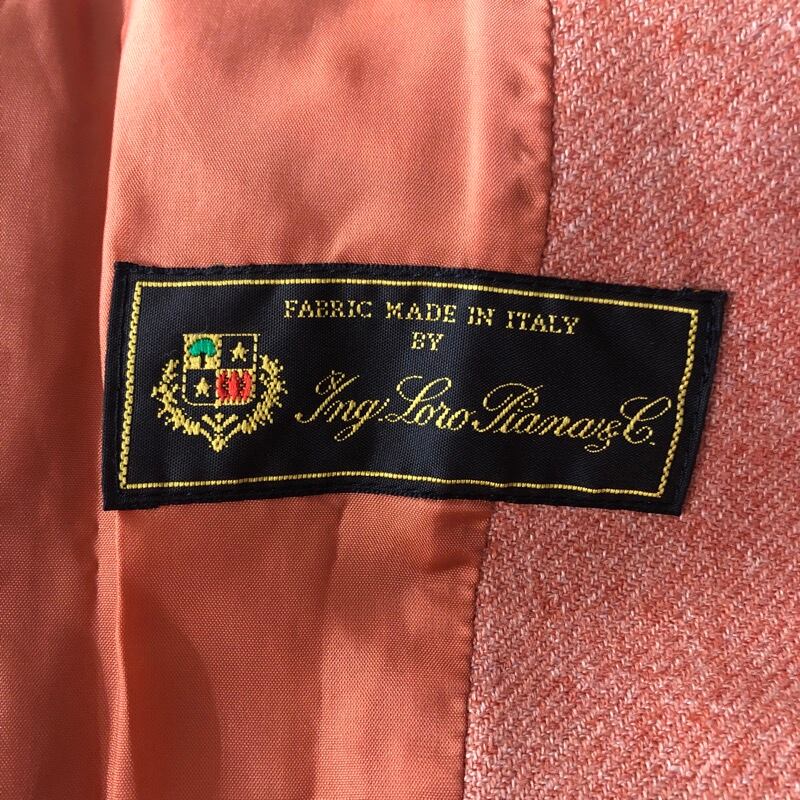 FABRIC MADE IN ITALY
BY
Ing. Loro Piana & C.